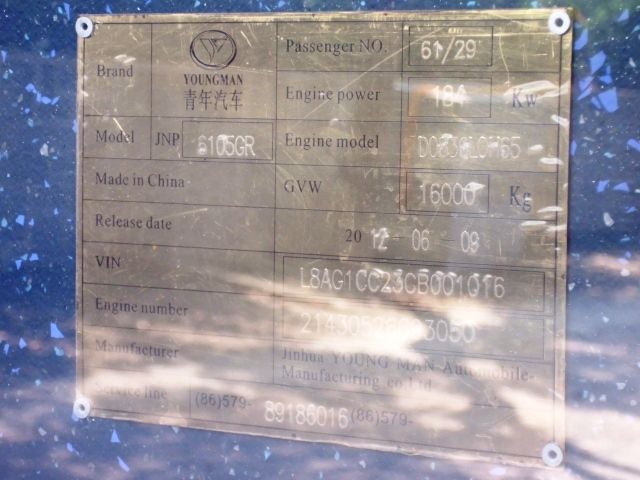 Brand YOUNGMAN Passenger NO. 61/29
青年汽车 Engine power 184 Kw
Model JNP 6105GR Engine model
Made in China GVW 16000 Kg
Release date 2012 06 09
VIN L8AG1CC23CB001016
Engine number
Manufacturer Jinhua YOUNG MAN Automobile-
Manufacturing co.Ltd
Service line (86)579-89186016 (86)579-